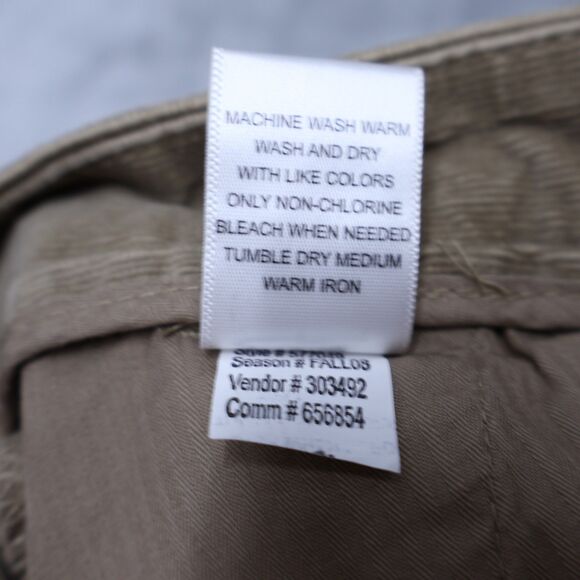 MACHINE WASH WARM
WASH AND DRY
WITH LIKE COLORS
ONLY NON-CHLORINE
BLEACH WHEN NEEDED
TUMBLE DRY MEDIUM
WARM IRON
Style #
Season # FALL08
Vendor# 303492
Comm # 656854